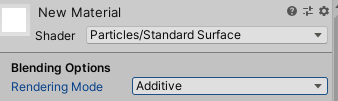 New Material
Shader Particles/Standard Surface
Blending Options
Rendering Mode Additive